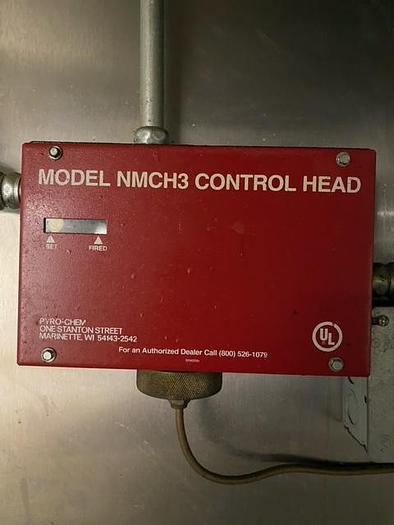 MODEL NMCH3 CONTROL HEAD
SET FIRED
PYRO-CHEM
ONE STANTON STREET
MARINETTE, WI 54143-2542
For an Authorized Dealer Call (800) 526-1079
UL